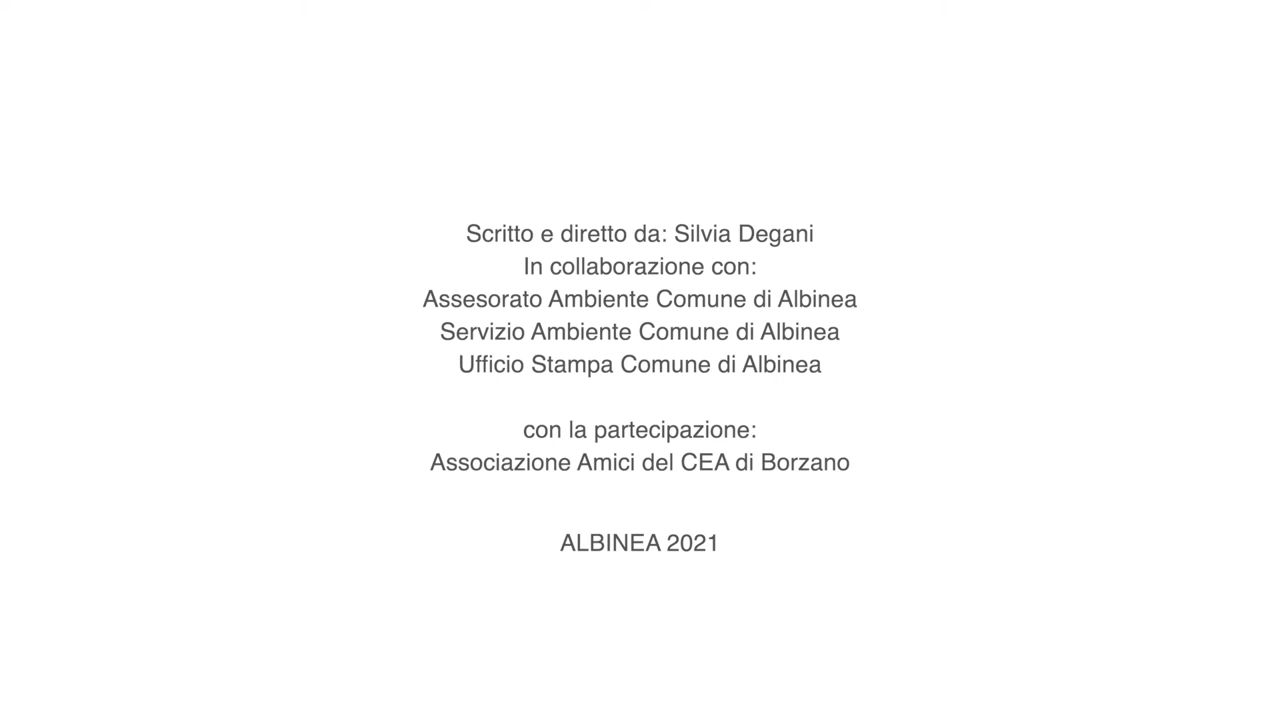 Scritto e diretto da: Silvia Degani
In collaborazione con:
Assesorato Ambiente Comune di Albinea
Servizio Ambiente Comune di Albinea
Ufficio Stampa Comune di Albinea
con la partecipazione:
Associazione Amici del CEA di Borzano
ALBINEA 2021